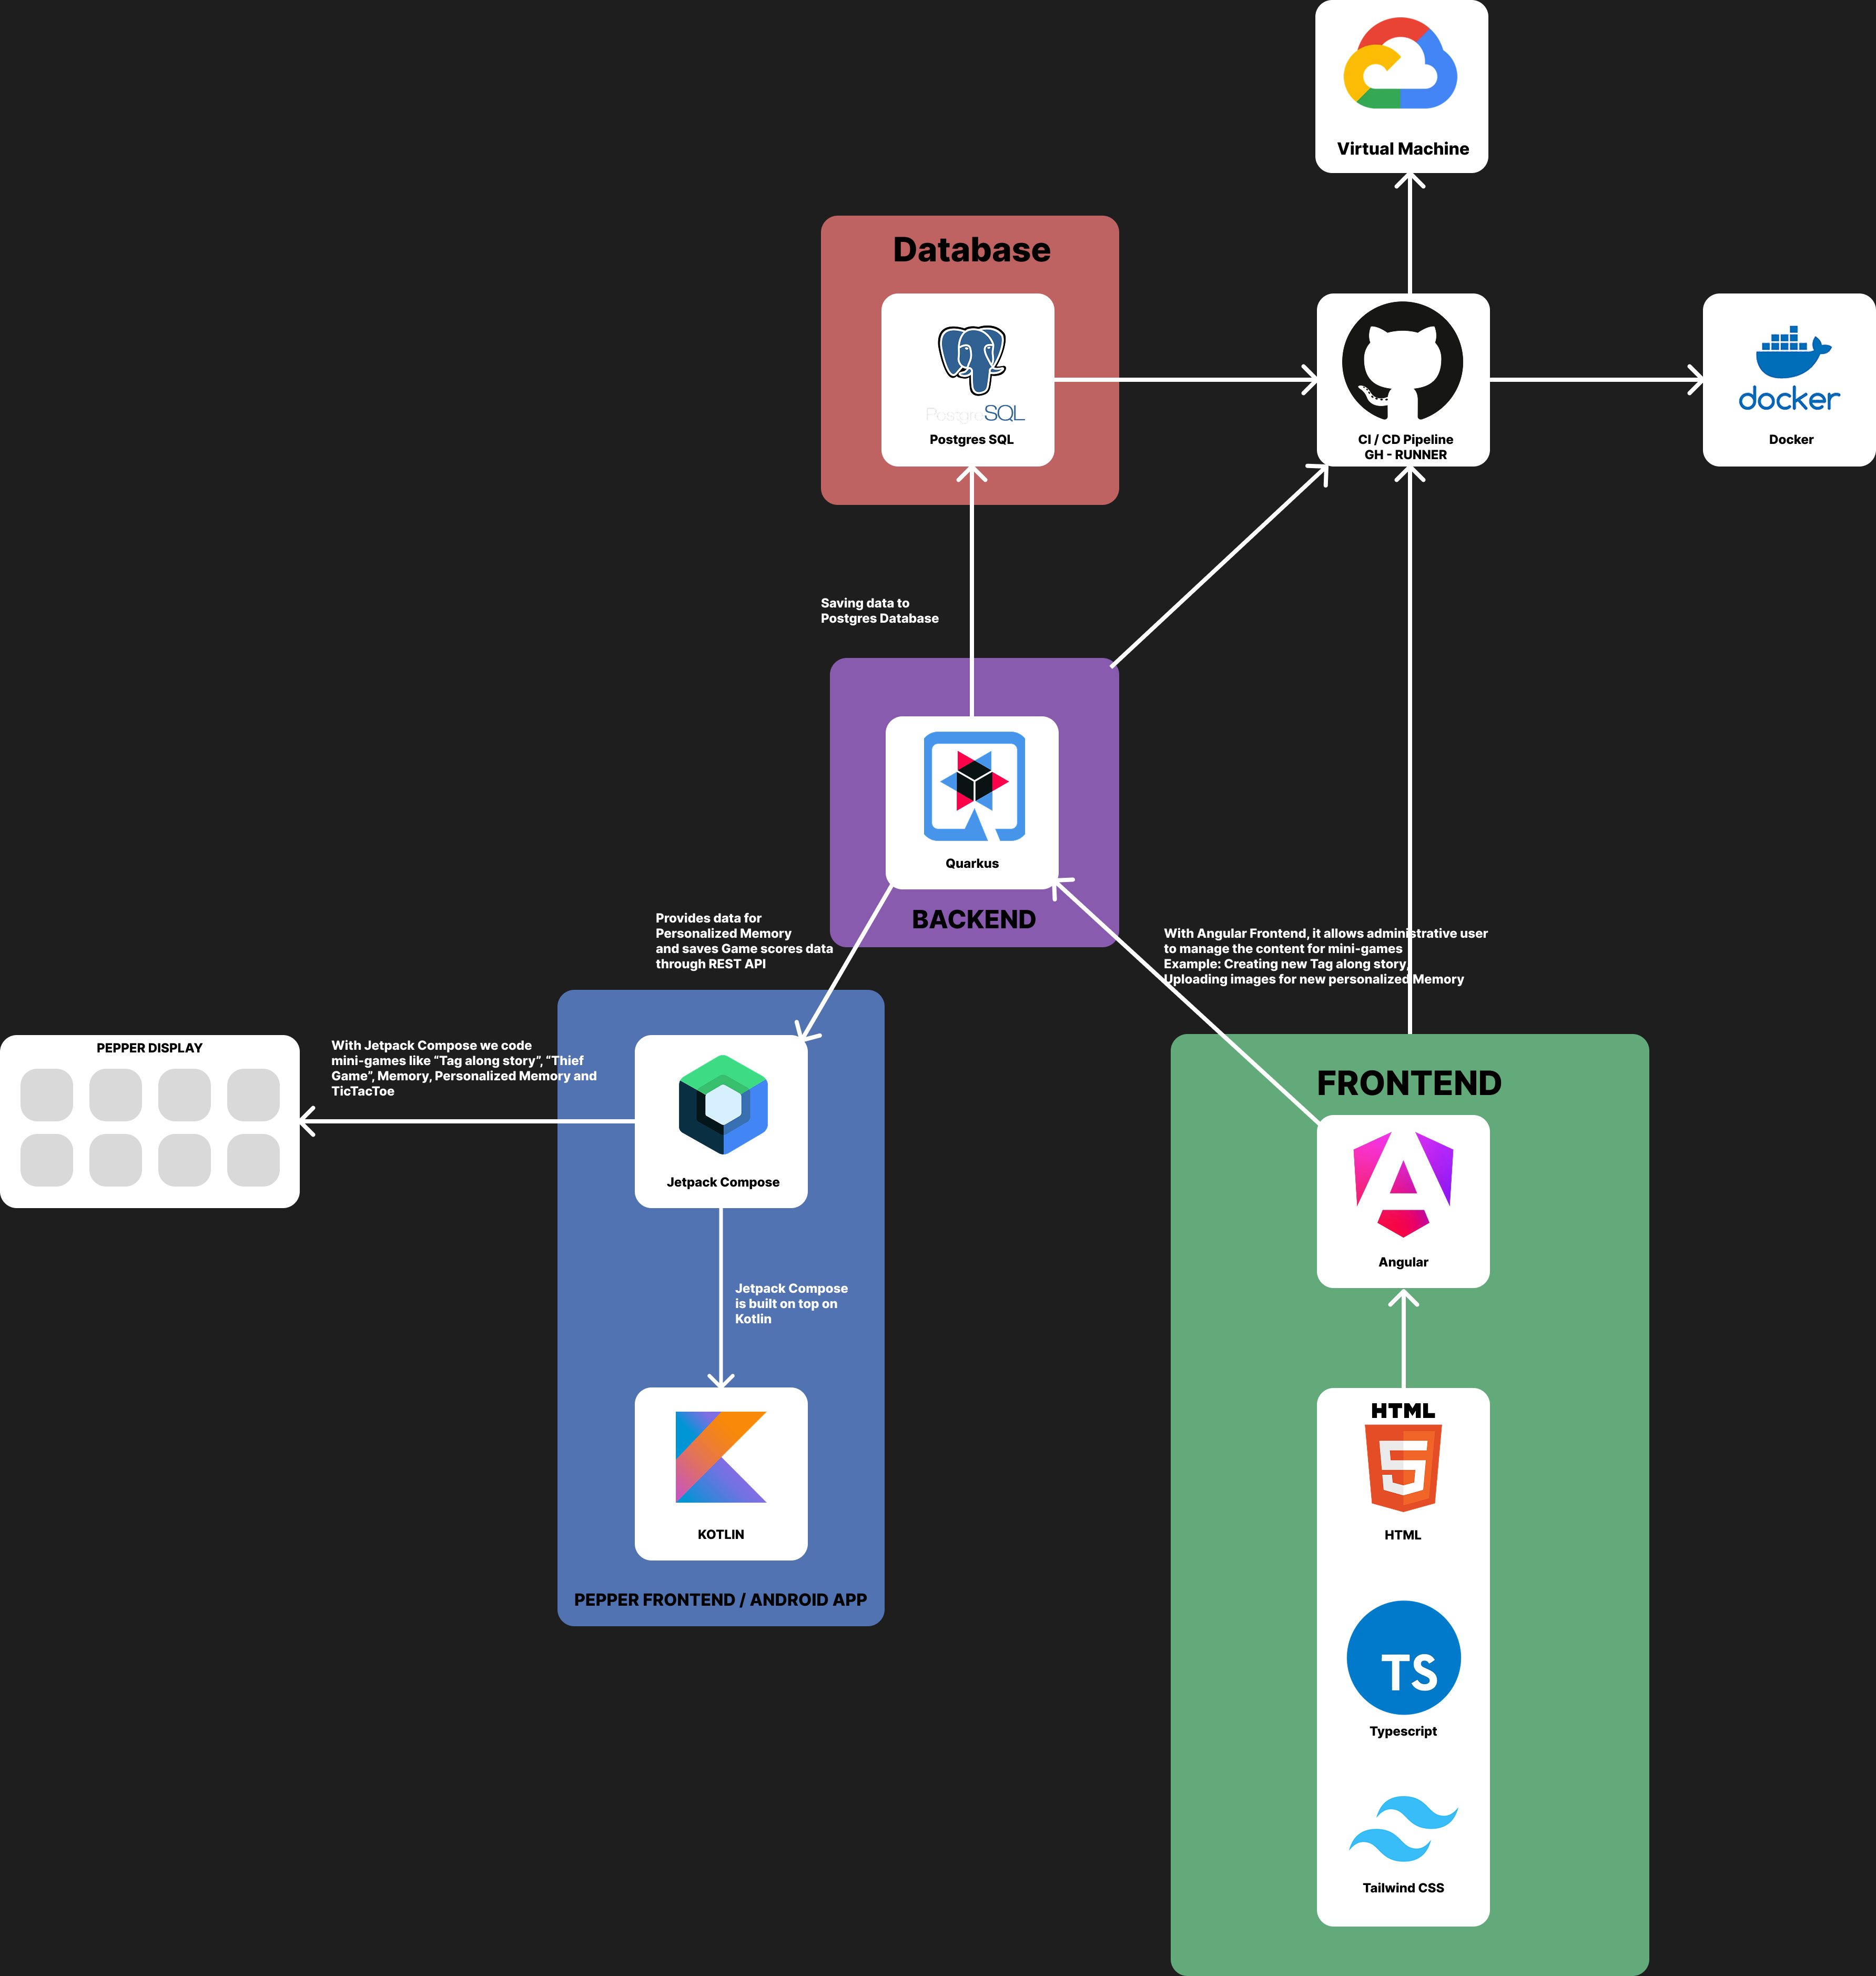 Virtual Machine
Database
PostgreSQL
Postgres SQL
CI / CD Pipeline
GH - RUNNER
docker
Docker
Saving data to
Postgres Database
Quarkus
BACKEND
Provides data for
Personalized Memory
and saves Game scores data
through REST API
With Angular Frontend, it allows administrative user
to manage the content for mini-games
Example: Creating new Tag along story,
Uploading images for new personalized Memory
PEPPER DISPLAY
With Jetpack Compose we code
mini-games like “Tag along story”, “Thief
Game”, Memory, Personalized Memory and
TicTacToe
Jetpack Compose
Jetpack Compose
is built on top on
Kotlin
KOTLIN
PEPPER FRONTEND / ANDROID APP
FRONTEND
Angular
HTML
HTML
TS
Typescript
Tailwind CSS